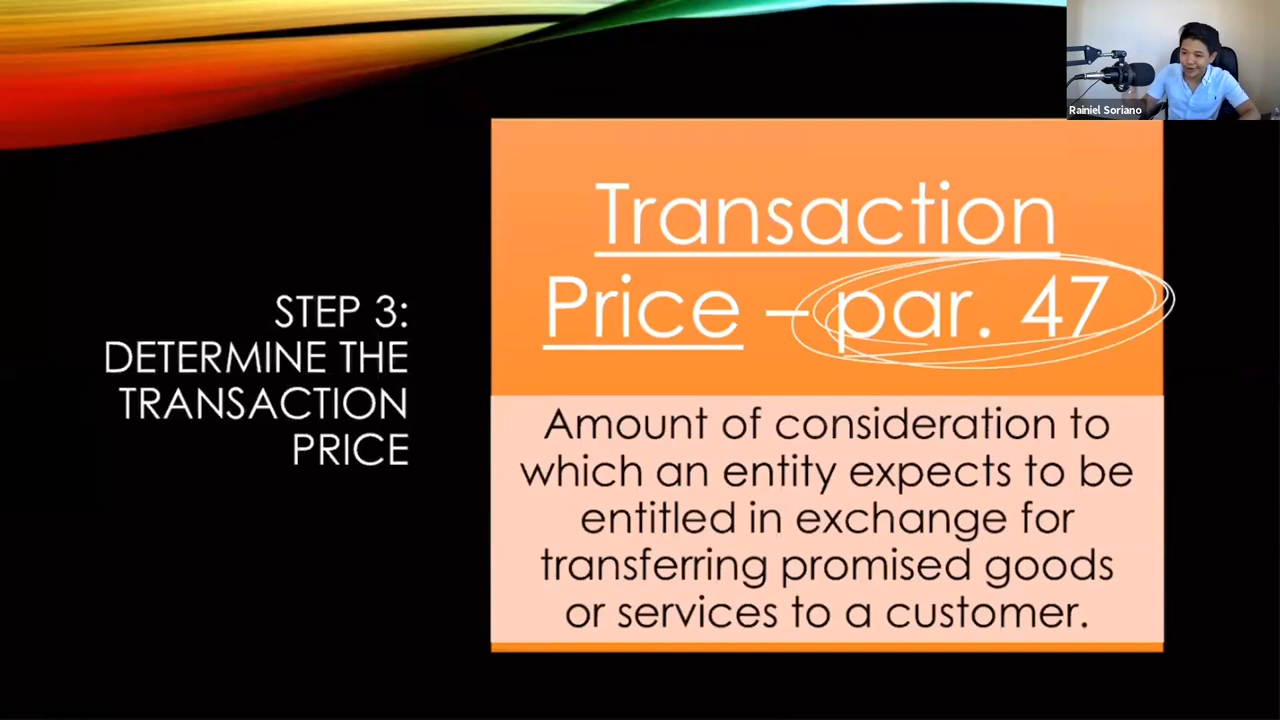 Rainiel Soriano
STEP 3:
DETERMINE THE
TRANSACTION
PRICE
Transaction
Price – par. 47
Amount of consideration to
which an entity expects to be
entitled in exchange for
transferring promised goods
or services to a customer.